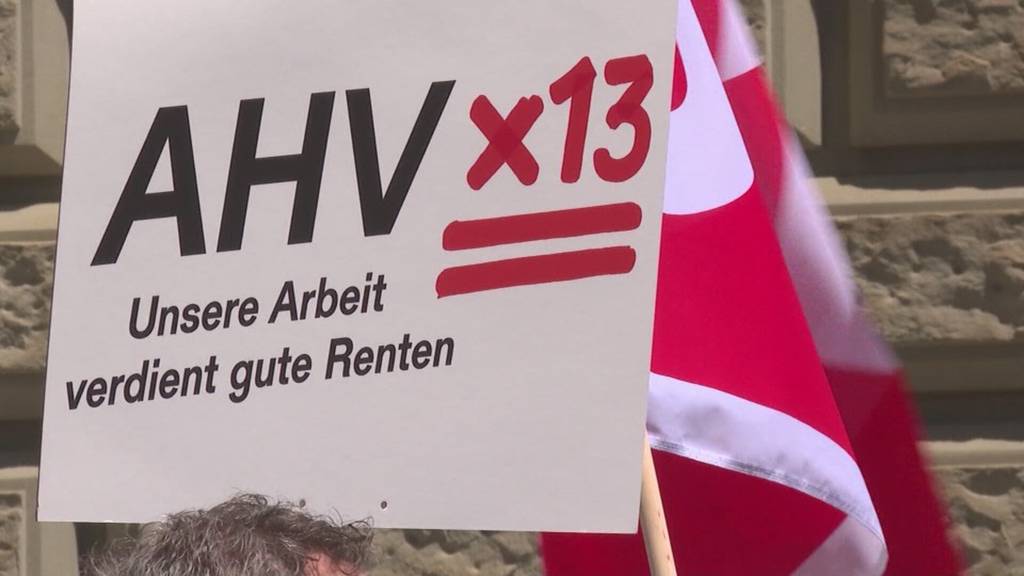 AHV x13
Unsere Arbeit
verdient gute Renten